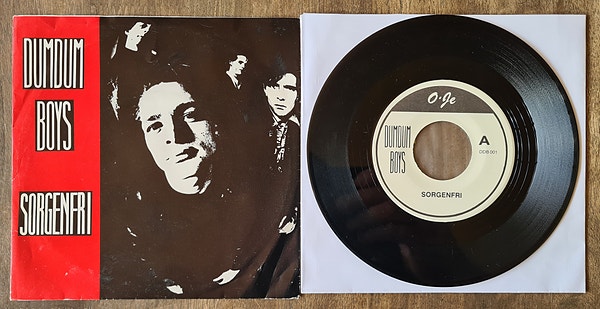 DUMDUM
BOYS
SORGENFRI
O·Je
DUMDUM
BOYS
A
DDB 001
SORGENFRI